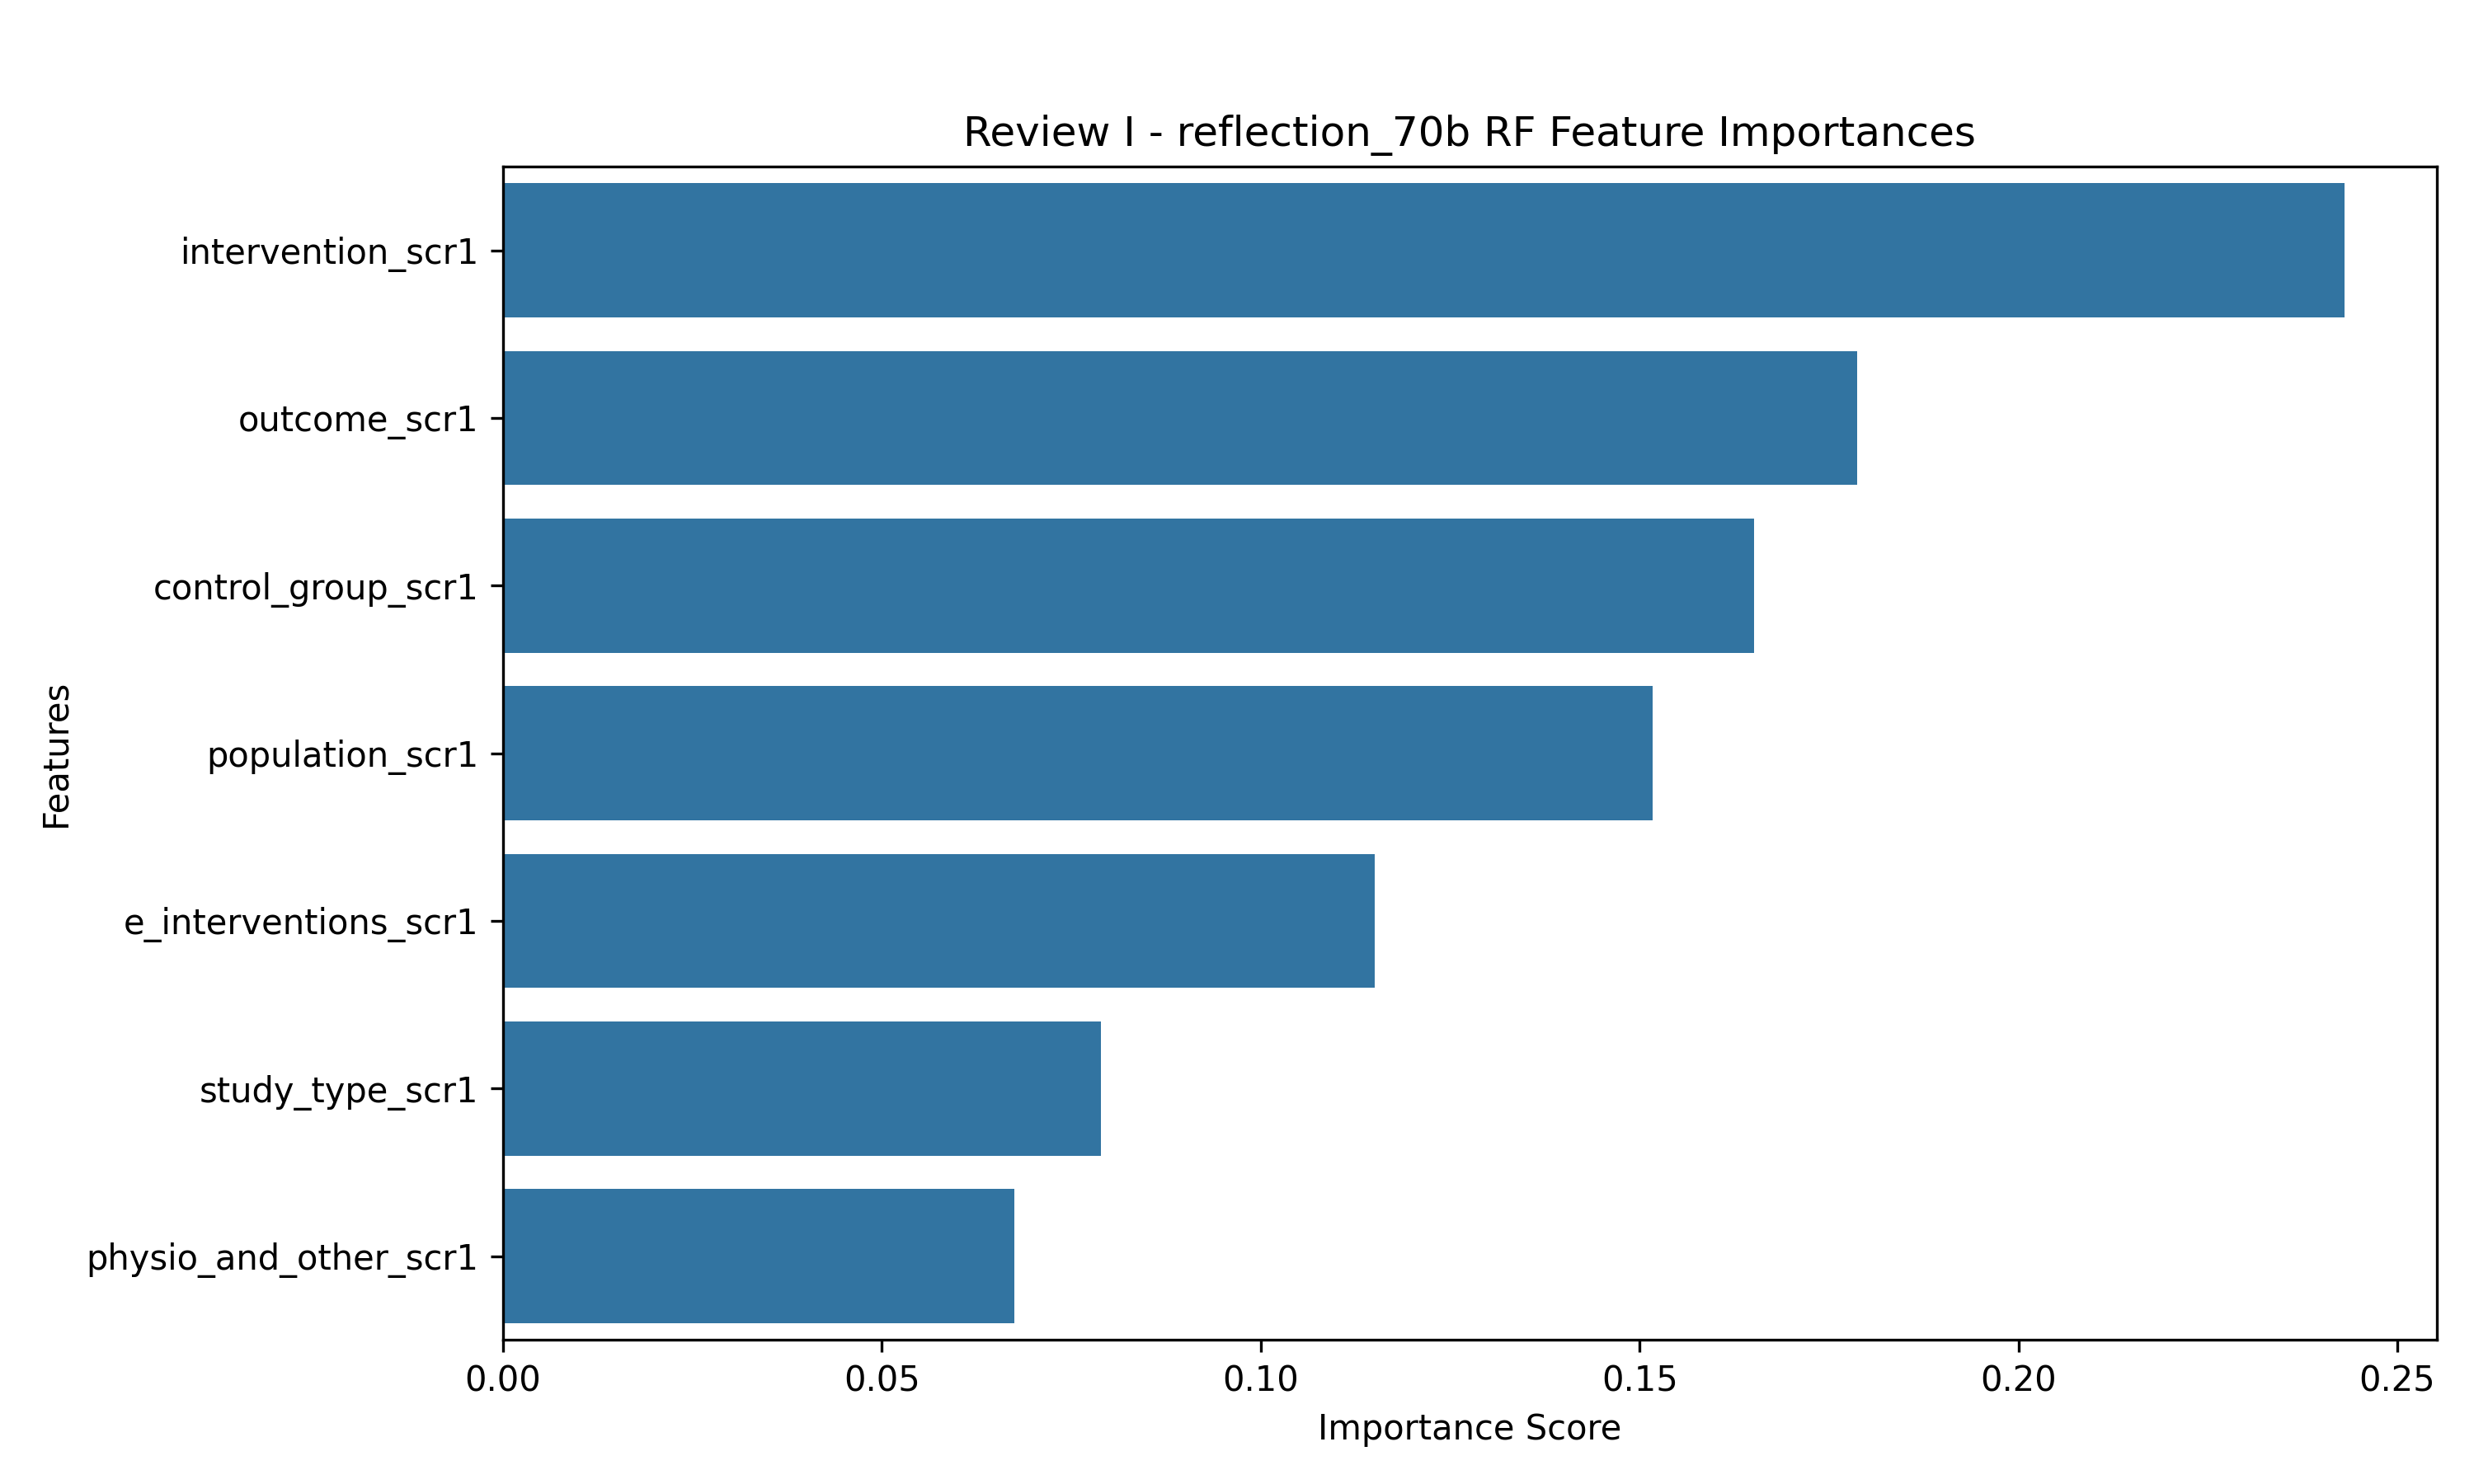 Review I - reflection_70b RF Feature Importances
intervention_scr1
outcome_scr1
control_group_scr1
population_scr1
e_interventions_scr1
study_type_scr1
physio_and_other_scr1
Features
0.00 0.05 0.10 0.15 0.20 0.25
Importance Score